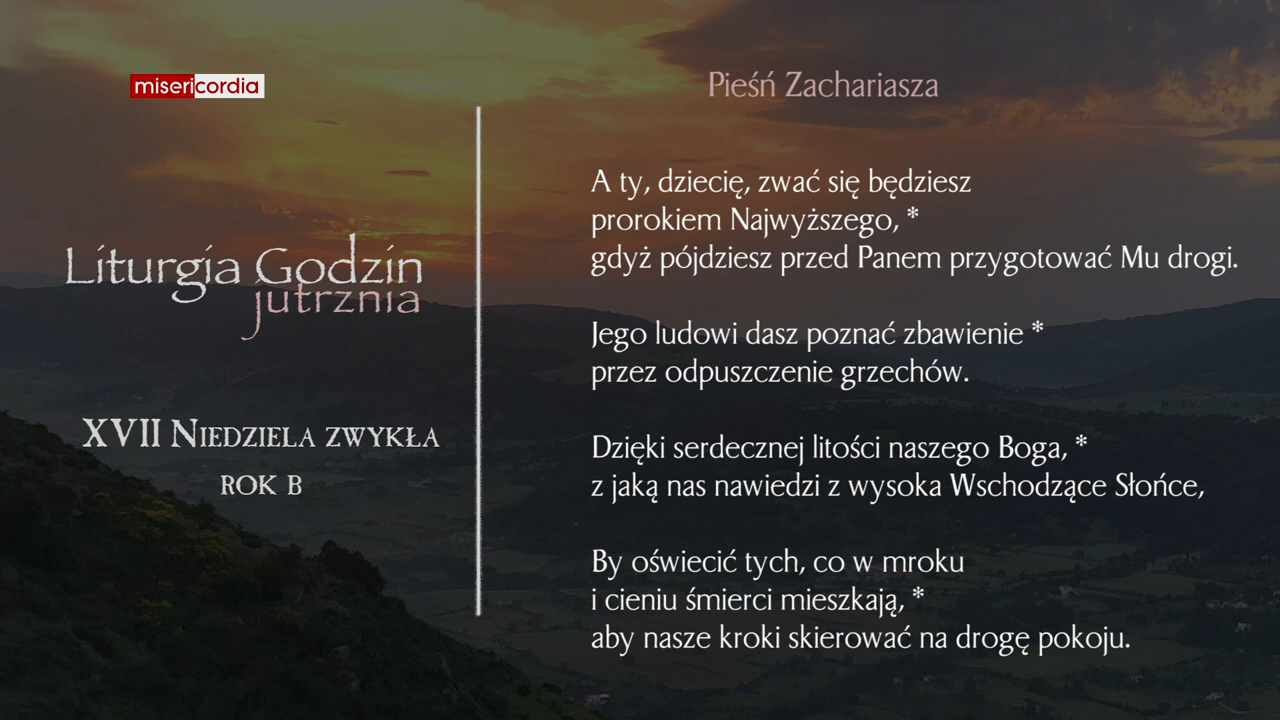 misericordia
Liturgia Godzin
jutrznia
XVII Niedziela zwykła
rok B
Pieśń Zachariasza
A ty, dziecię, zwać się będziesz
prorokiem Najwyższego, *
gdyż pójdziesz przed Panem przygotować Mu drogi.
Jego ludowi dasz poznać zbawienie *
przez odpuszczenie grzechów.
Dzięki serdecznej litości naszego Boga, *
z jaką nas nawiedzi z wysoka Wschodzące Słońce,
By oświecić tych, co w mroku
i cieniu śmierci mieszkają, *
aby nasze kroki skierować na drogę pokoju.